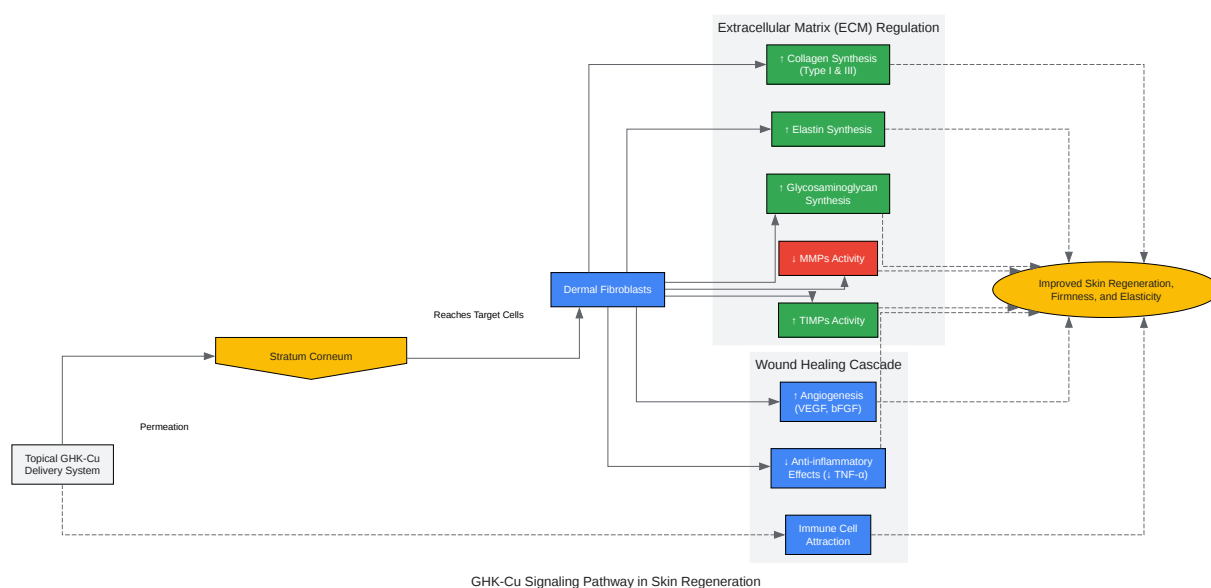 Extracellular Matrix (ECM) Regulation
↑ Collagen Synthesis
(Type I & III)
↑ Elastin Synthesis
↑ Glycosaminoglycan
Synthesis
↓ MMPs Activity
Dermal Fibroblasts
Improved Skin Regeneration,
Firmness, and Elasticity
Reaches Target Cells
↑ TIMPs Activity
Stratum Corneum
Wound Healing Cascade
↑ Angiogenesis
(VEGF, bFGF)
Permeation
Topical GHK-Cu
Delivery System
↓ Anti-inflammatory
Effects (↓ TNF-α)
Immune Cell
Attraction
GHK-Cu Signaling Pathway in Skin Regeneration